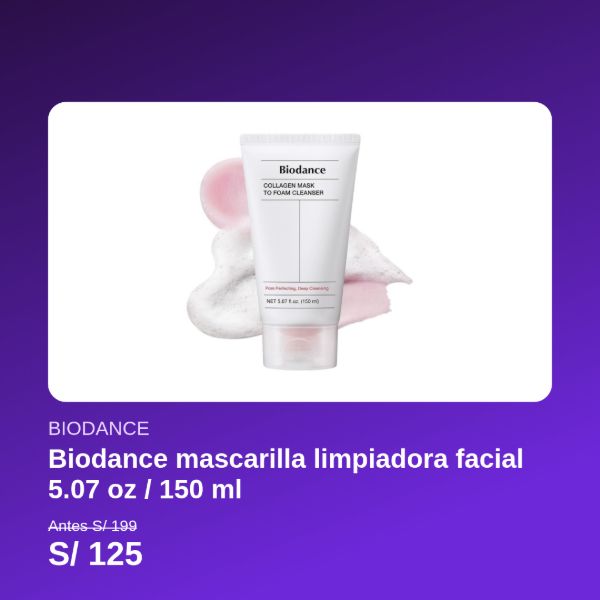 Biodance
COLLAGEN MASK
TO FOAM CLEANSER
Pore Perfecting, Deep Cleansing
NET 5.07 fl.oz. (150 ml)
BIODANCE
Biodance mascarilla limpiadora facial
5.07 oz / 150 ml
Antes S/ 199
S/ 125